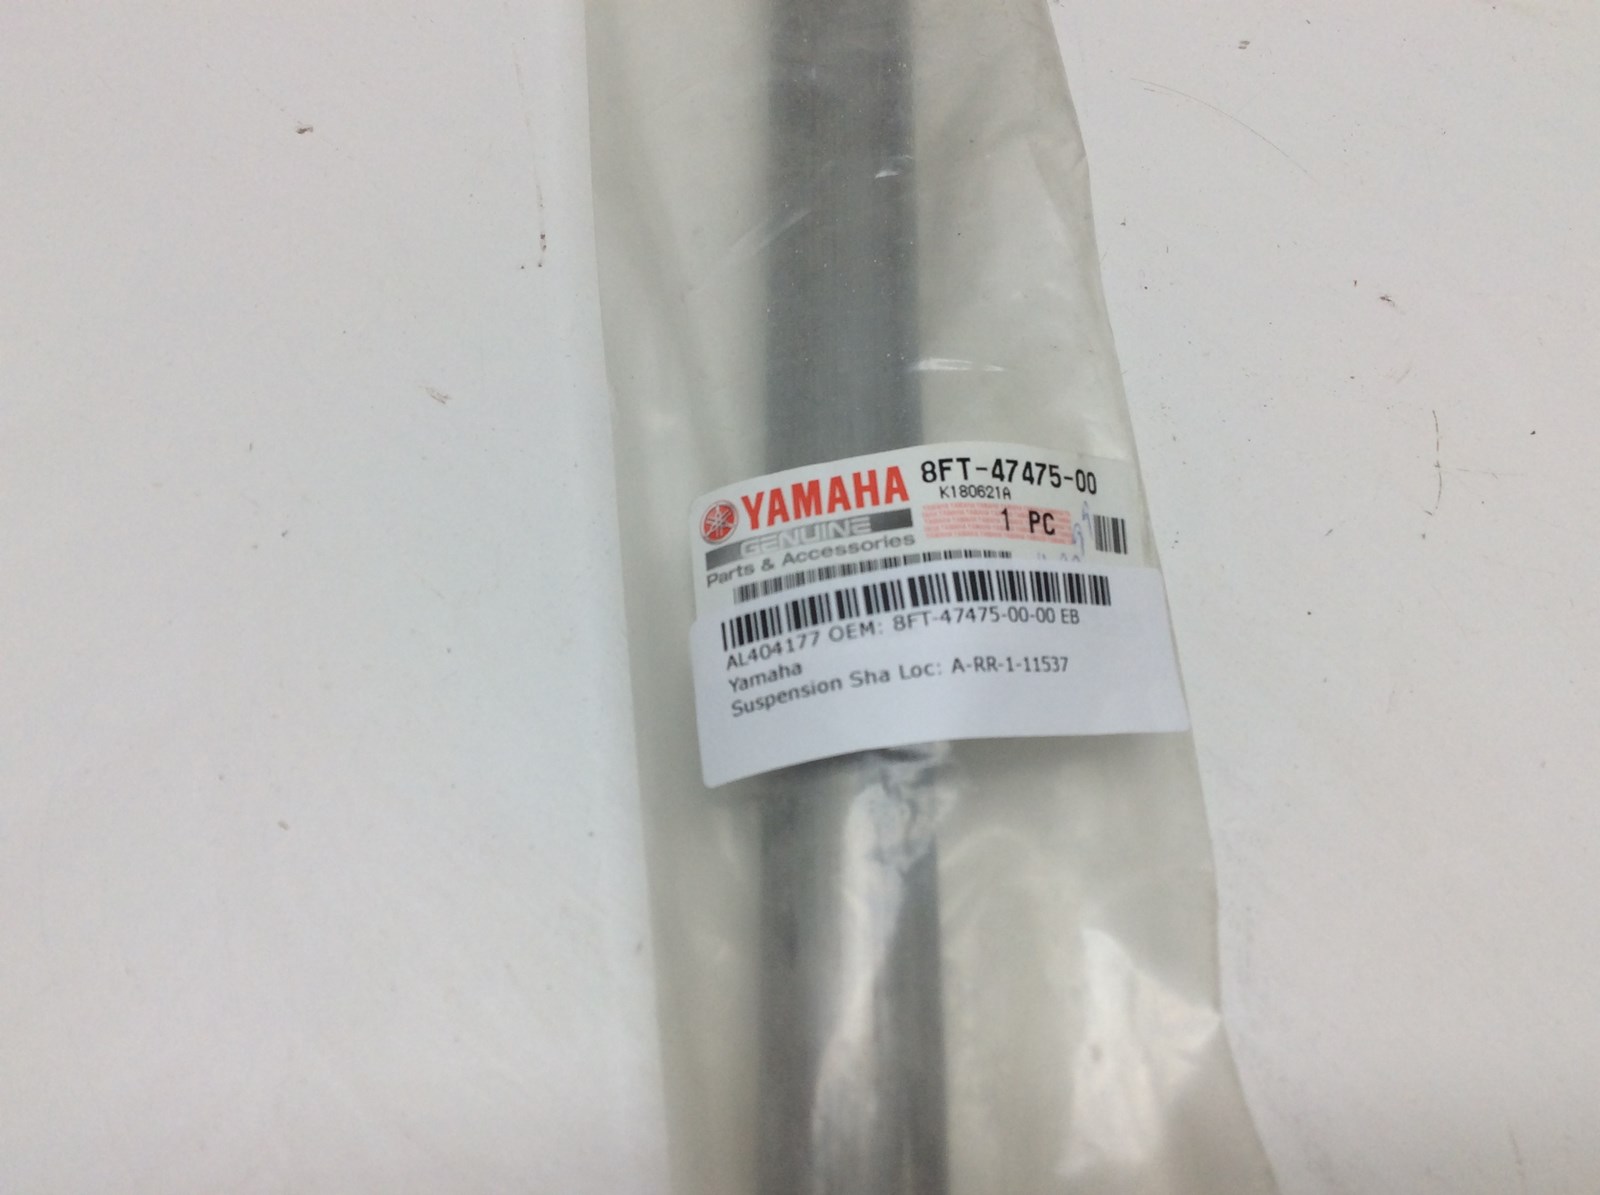 YAMAHA
GENUINE
Parts & Accessories
8FT-47475-00
K180621A
1 PC
AL404177 OEM: 8FT-47475-00-00 EB
Yamaha
Suspension Sha Loc: A-RR-1-11537